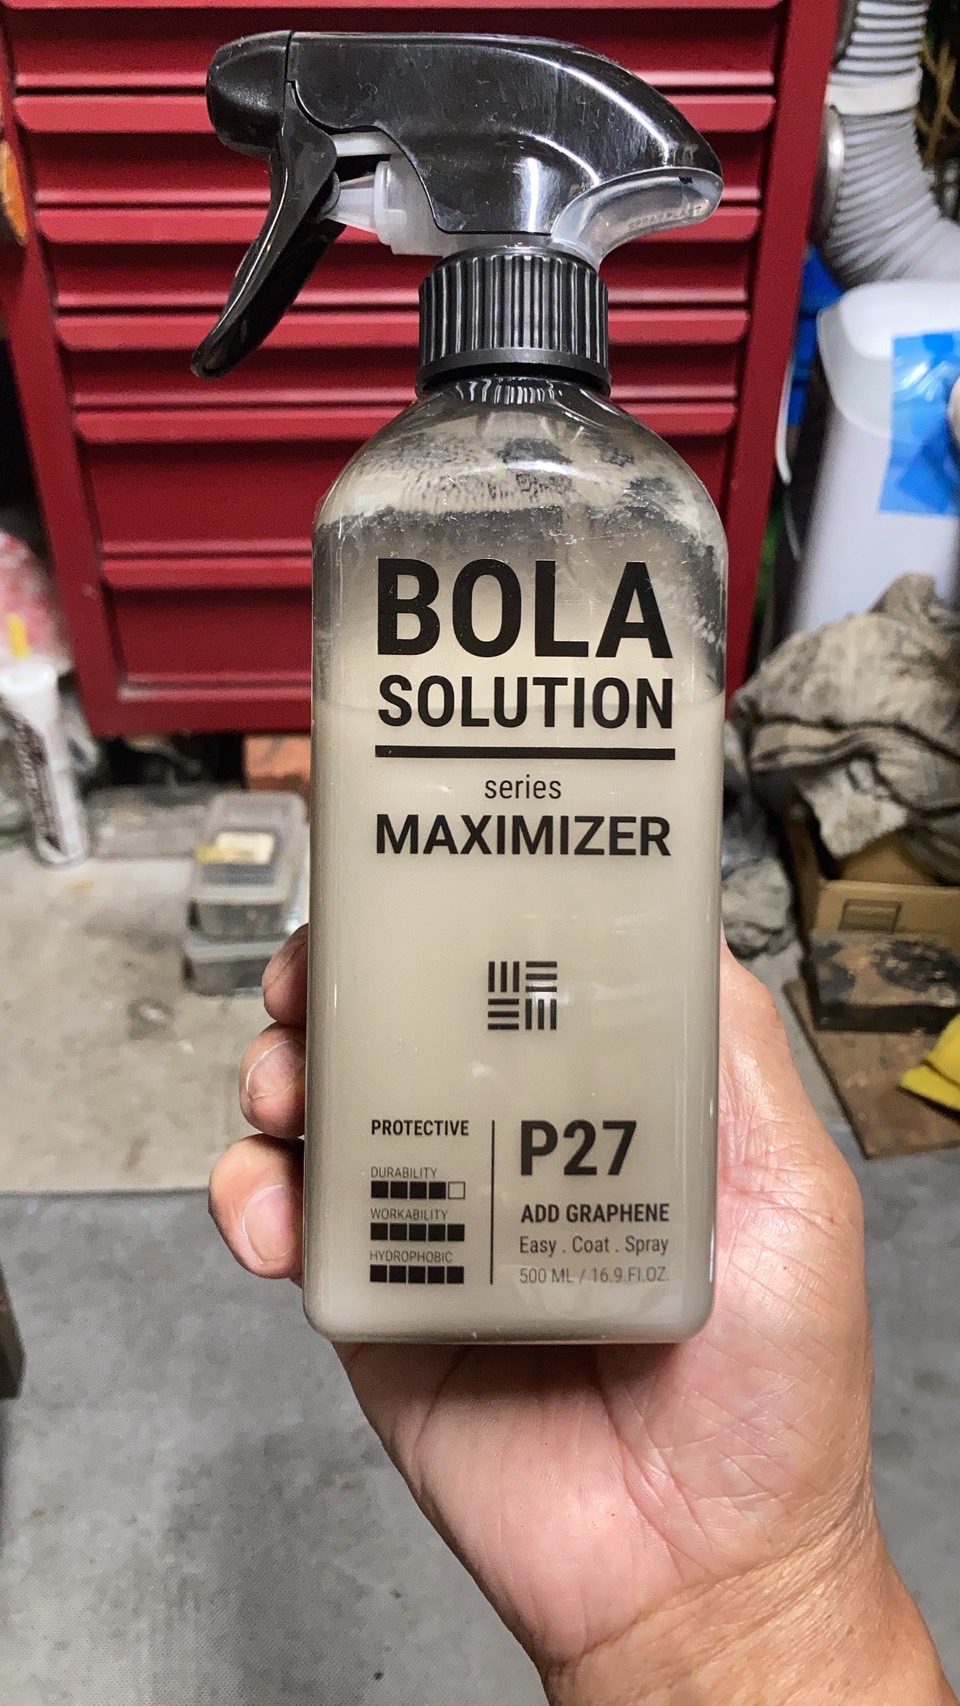 BOLA
SOLUTION
series
MAXIMIZER
PROTECTIVE
DURABILITY
WORKABILITY
HYDROPHOBIC
P27
ADD GRAPHENE
Easy . Coat . Spray
500 ML / 16.9.FI.OZ.